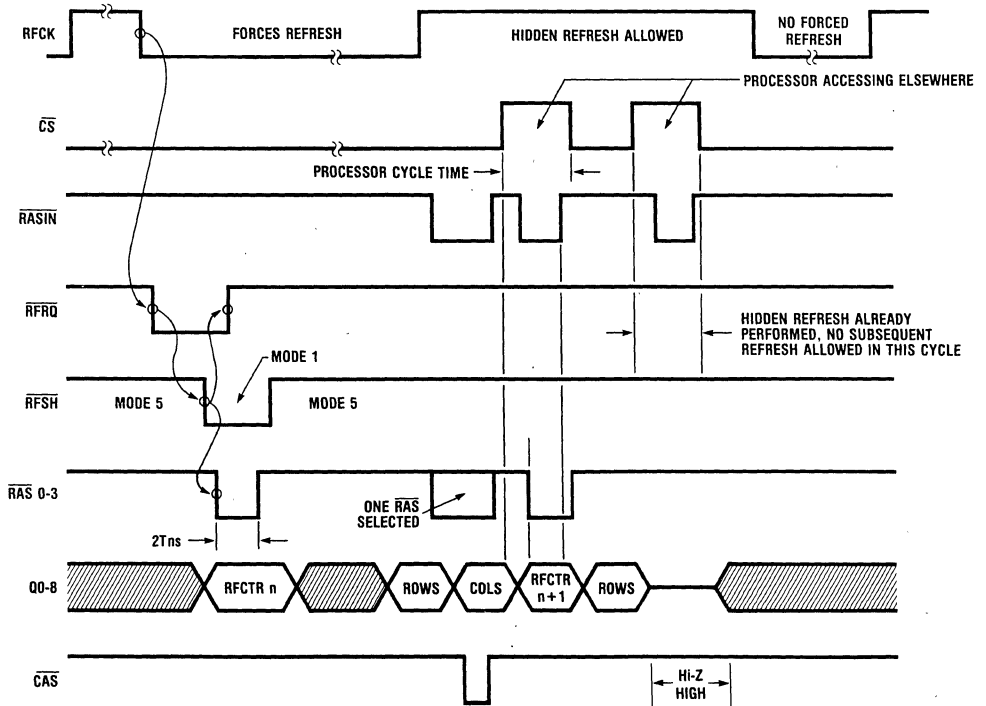 RFCK
FORCES REFRESH
HIDDEN REFRESH ALLOWED
NO FORCED
REFRESH
PROCESSOR ACCESSING ELSEWHERE
CS
PROCESSOR CYCLE TIME
RASIN
RFRQ
HIDDEN REFRESH ALREADY
PERFORMED, NO SUBSEQUENT
REFRESH ALLOWED IN THIS CYCLE
MODE 1
RFSH
MODE 5
MODE 5
RAS 0-3
ONE RAS
SELECTED
2Tns
Q0-8
RFCTR n
ROWS
COLS
RFCTR
n+1
ROWS
CAS
Hi-Z
HIGH